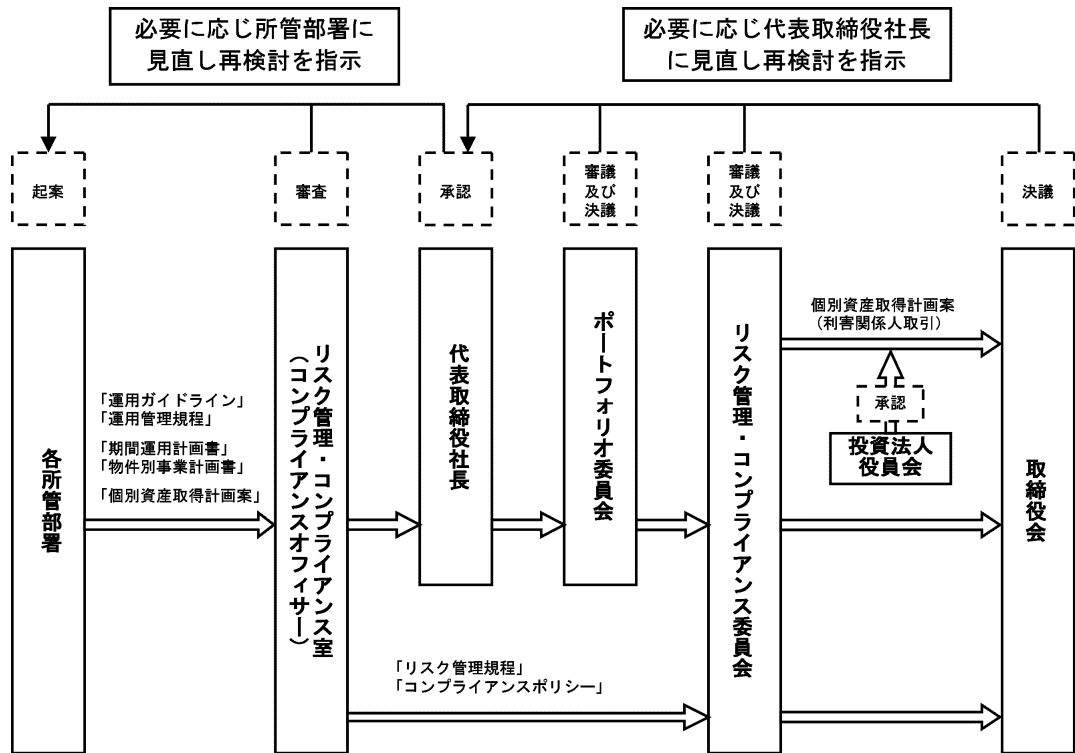 必要に応じ所管部署に
見直し再検討を指示
必要に応じ代表取締役社長
に見直し再検討を指示
起案
審査
承認
審議
及び
決議
審議
及び
決議
決議
各所管部署
「運用ガイドライン」
「運用管理規程」
「期間運用計画書」
「物件別事業計画書」
「個別資産取得計画案」
リスク管理・コンプライアンス室
（コンプライアンスオフィサー）
代表取締役社長
ポートフォリオ委員会
リスク管理・コンプライアンス委員会
個別資産取得計画案
（利害関係人取引）
承認
投資法人
役員会
取締役会
「リスク管理規程」
「コンプライアンスポリシー」